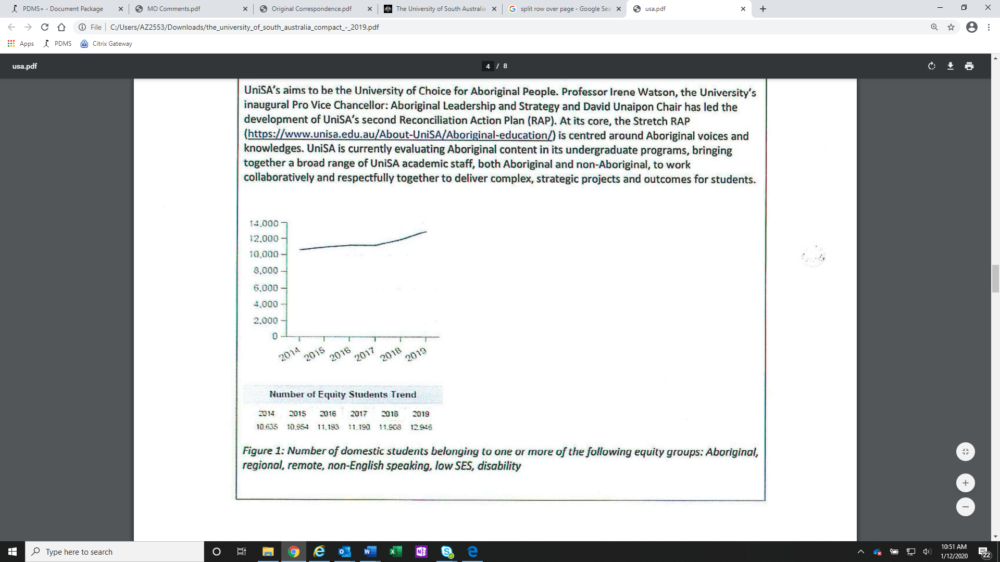 PDMS+ - Document Package
MO Comments.pdf
Original Correspondence.pdf
The University of South Australia
split row over page - Google Sea
usa.pdf
File
C:/Users/AZ2553/Downloads/the_university_of_south_australia_compact_-_2019.pdf
Apps PDMS Citrix Gateway
usa.pdf
4 / 8
UniSA's aims to be the University of Choice for Aboriginal People. Professor Irene Watson, the University's
inaugural Pro Vice Chancellor: Aboriginal Leadership and Strategy and David Unaipon Chair has led the
development of UniSA's second Reconciliation Action Plan (RAP). At its core, the Stretch RAP
(https://www.unisa.edu.au/About-UniSA/Aboriginal-education/) is centred around Aboriginal voices and
knowledges. UniSA is currently evaluating Aboriginal content in its undergraduate programs, bringing
together a broad range of UniSA academic staff, both Aboriginal and non-Aboriginal, to work
collaboratively and respectfully together to deliver complex, strategic projects and outcomes for students.
14,000
12,000
10,000
8,000
6,000
4,000
2,000
0
2014 2015 2016 2017 2018 2019
Number of Equity Students Trend
2014 2015 2016 2017 2018 2019
10,635 10,954 11,193 11,190 11,908 12,946
Figure 1: Number of domestic students belonging to one or more of the following equity groups: Aboriginal,
regional, remote, non-English speaking, low SES, disability
Type here to search
10:51 AM
1/12/2020
22